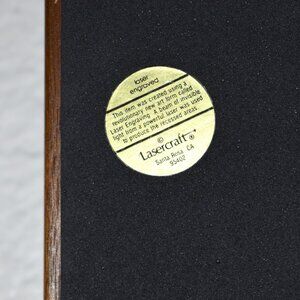 laser
engraved
This item was created using a
revolutionary new art form called
Laser Engraving. A beam of invisible
light from a powerful laser was used
to produce the recessed areas.
©
Lasercraft®
Santa Rosa CA
95402